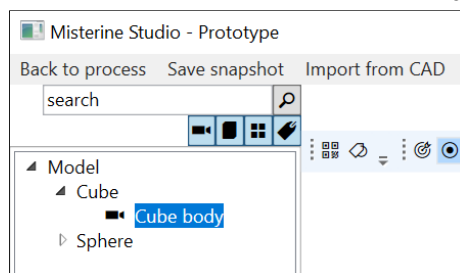 Misterine Studio - Prototype
Back to process Save snapshot Import from CAD
search
Model
Cube
Cube body
Sphere